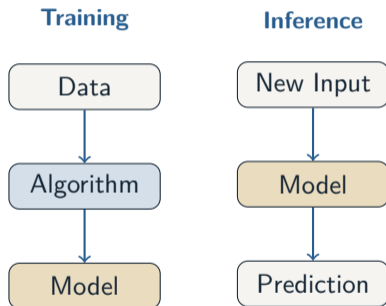 Training
Data
Algorithm
Model
Inference
New Input
Model
Prediction